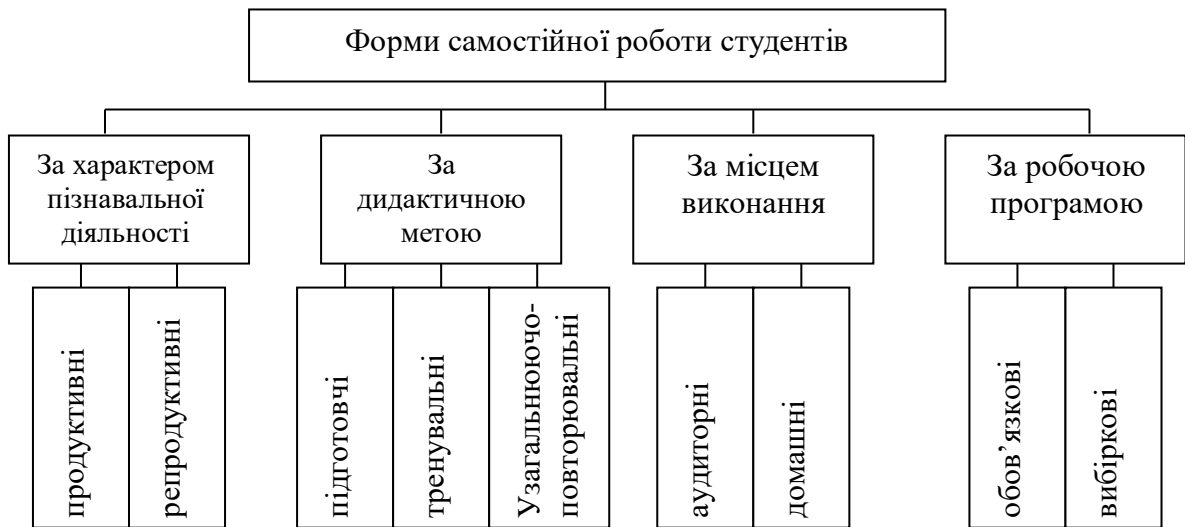 Форми самостійної роботи студентів
За характером
пізнавальної
діяльності
За
дидактичною
метою
За місцем
виконання
За робочою
програмою
продуктивні
репродуктивні
підготовчі
тренувальні
Узагальнюючо-
повторювальні
аудиторні
домашні
обов’язкові
вибіркові